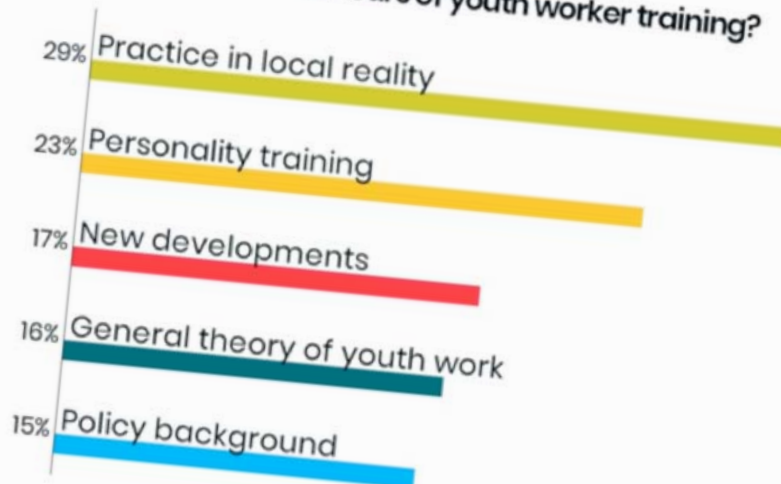 of youth worker training?
29% Practice in local reality
23% Personality training
17% New developments
16% General theory of youth work
15% Policy background